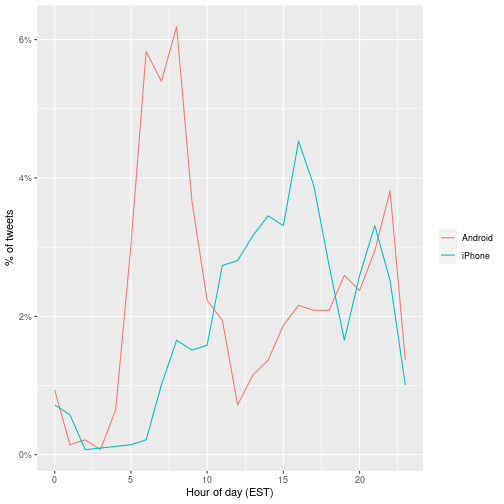 6%
4%
2%
0%
0
5
10
15
20
Hour of day (EST)
% of tweets
Android
iPhone